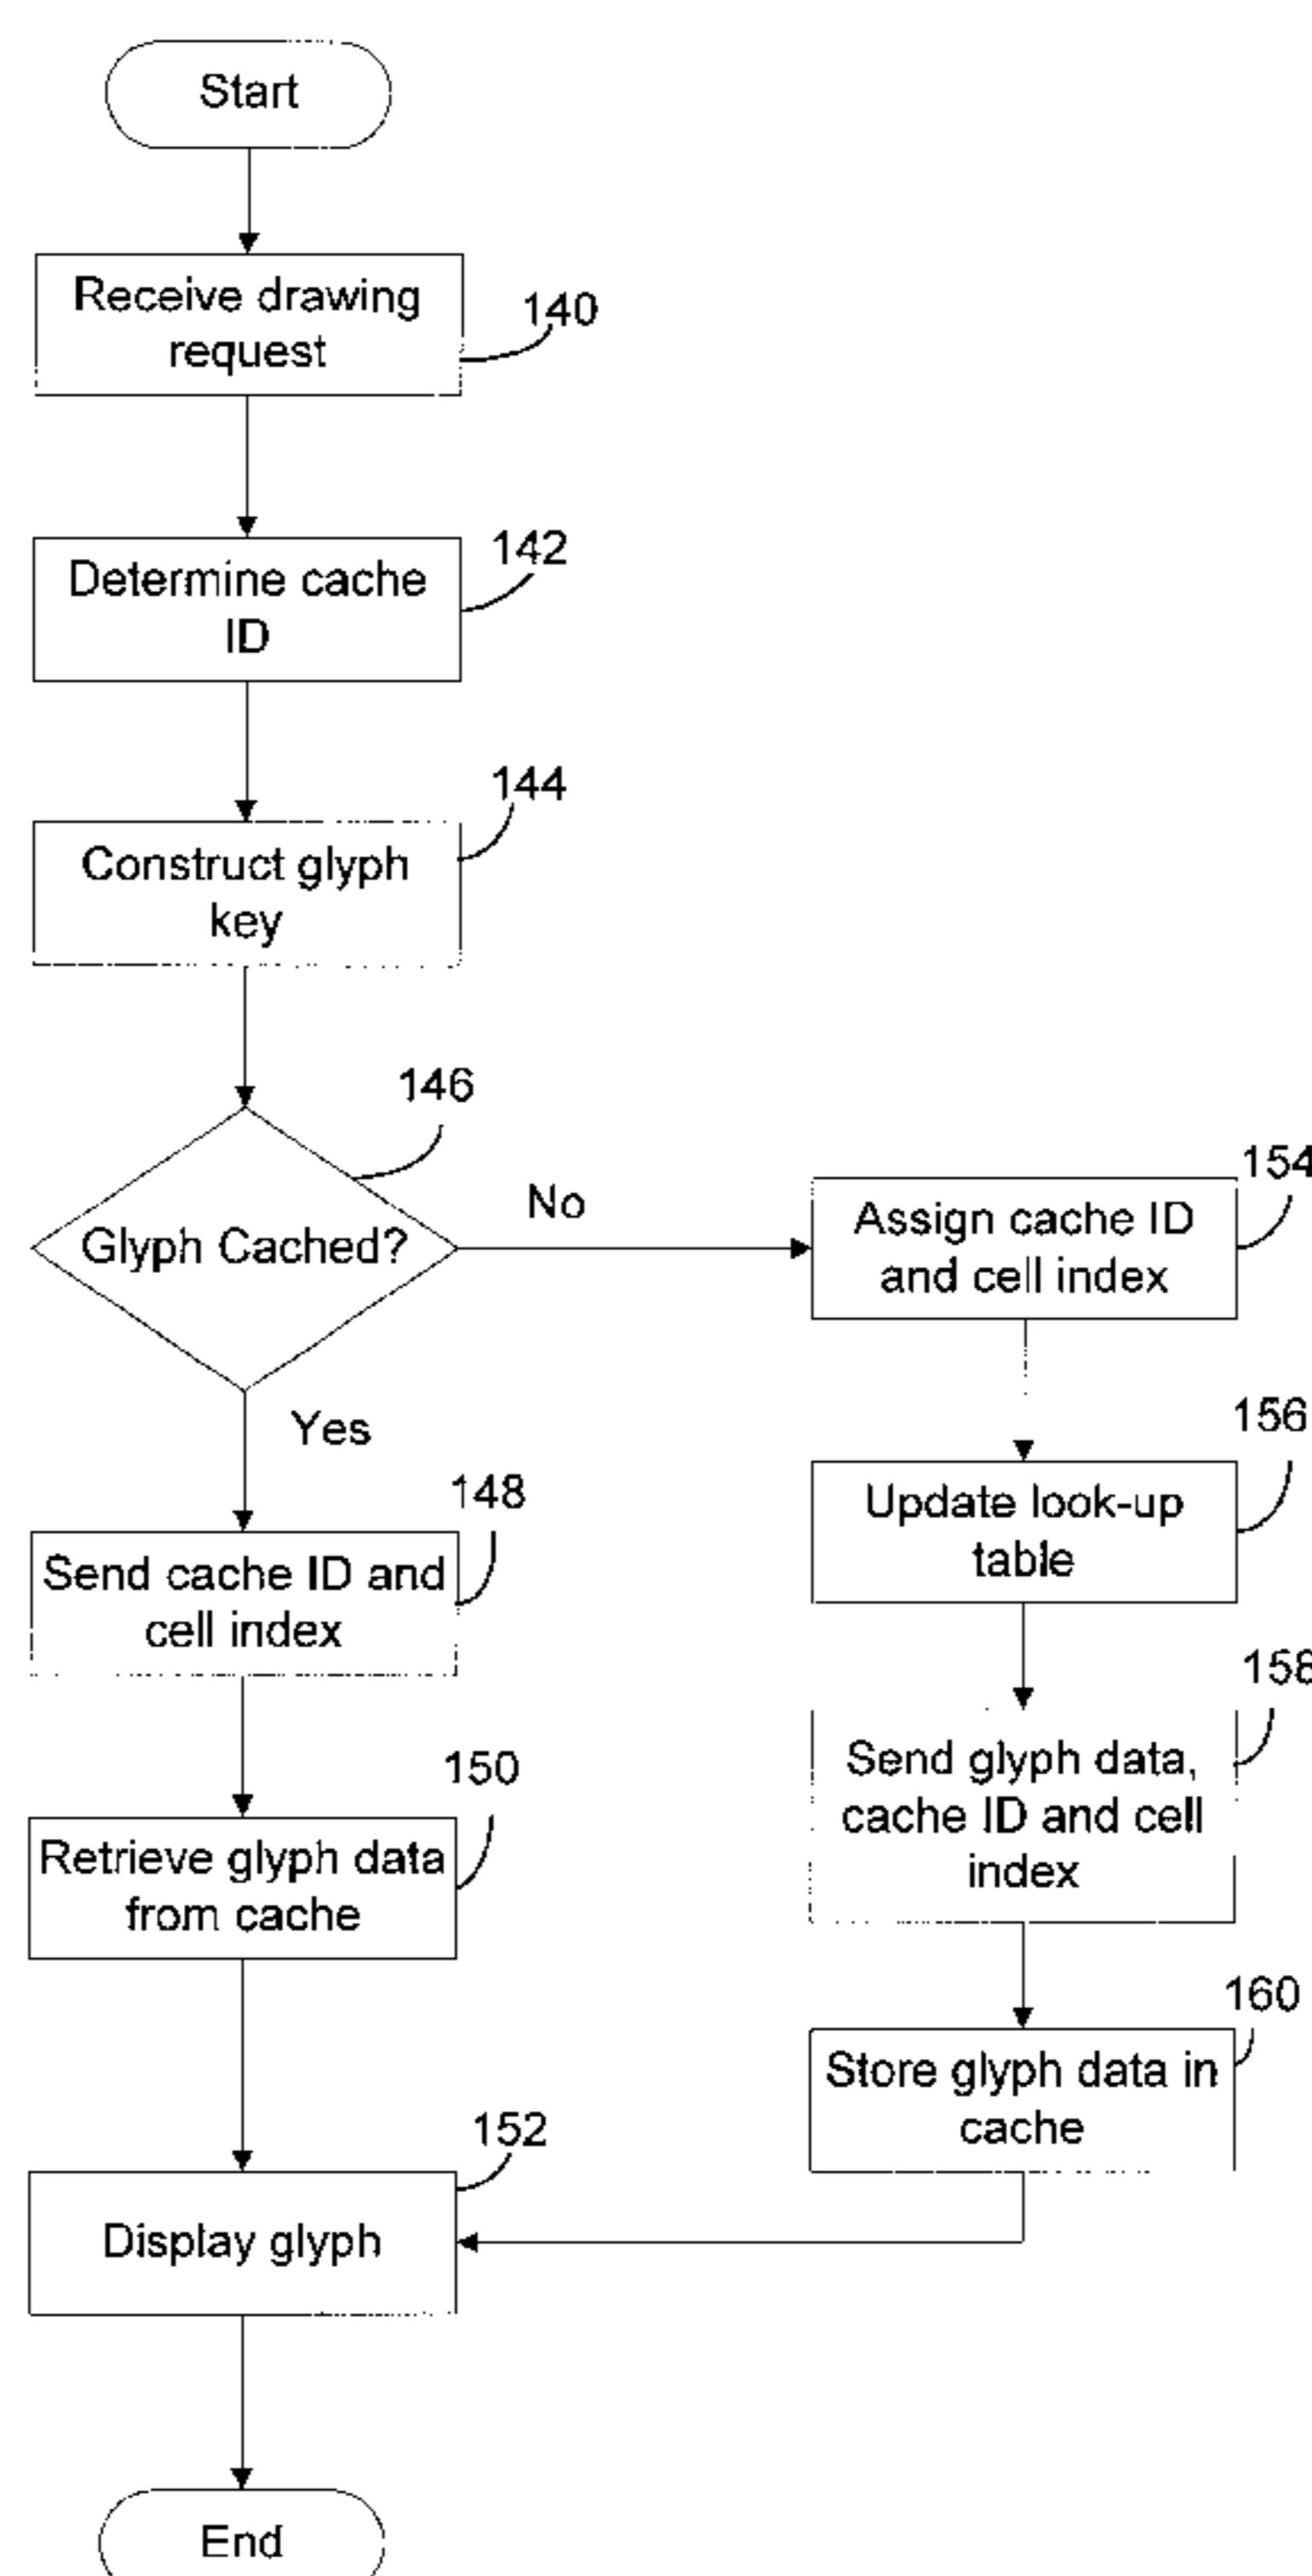 Start
Receive drawing
request
140
Determine cache
ID
142
Construct glyph
key
144
Glyph Cached?
146
No
Yes
Send cache ID and
cell index
148
Retrieve glyph data
from cache
150
Display glyph
152
End
Assign cache ID
and cell index
154
Update look-up
table
156
Send glyph data,
cache ID and cell
index
158
Store glyph data in
cache
160